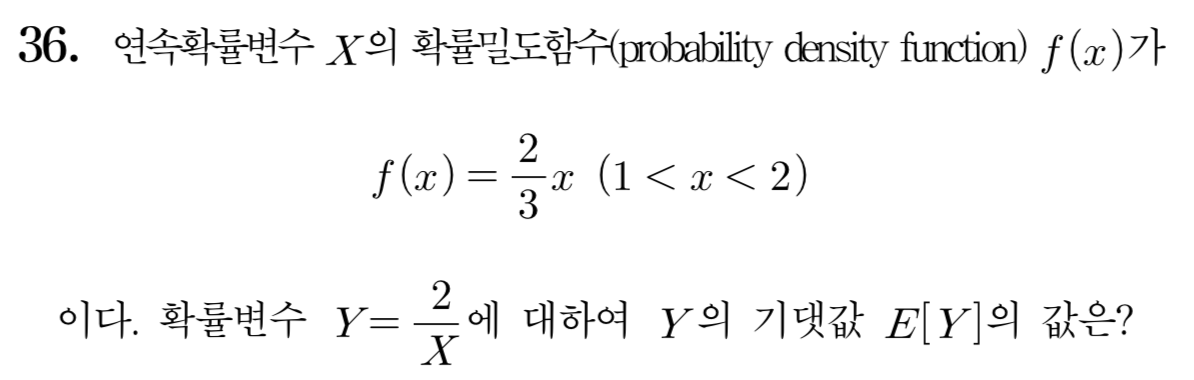 36. 연속확률변수 X의 확률밀도함수(probability density function) f(x)가
f(x) = \frac{2}{3}x (1 < x < 2)
이다. 확률변수 Y = \frac{2}{X}에 대하여 Y의 기댓값 E[Y]의 값은?